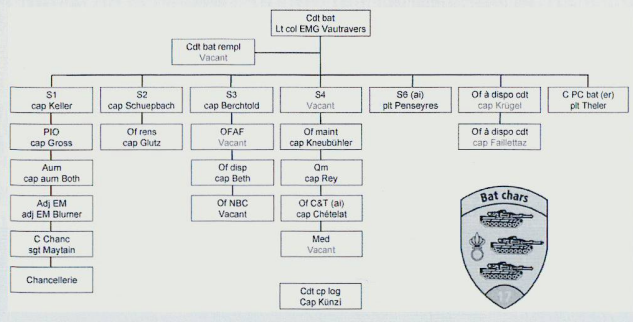 Cdt bat
Lt col EMG Vautravers
Cdt bat rempl
Vacant
S1
cap Keller
S2
cap Schuepbach
S3
cap Berchtold
S4
Vacant
S6 (ai)
plt Penseyres
Of à dispo cdt
cap Krügel
C PC bat (er)
plt Theler
PIO
cap Gross
Of rens
cap Glutz
OFAF
Vacant
Of maint
cap Kneubühler
Of à dispo cdt
cap Faillettaz
Aum
cap aum Both
Of disp
cap Beth
Qm
cap Rey
Adj EM
adj EM Blumer
Of NBC
Vacant
Of C&T (ai)
cap Chételat
C Chanc
sgt Maytain
Med
Vacant
Chancellerie
Cdt cp log
Cap Künzi
Bat chars
17